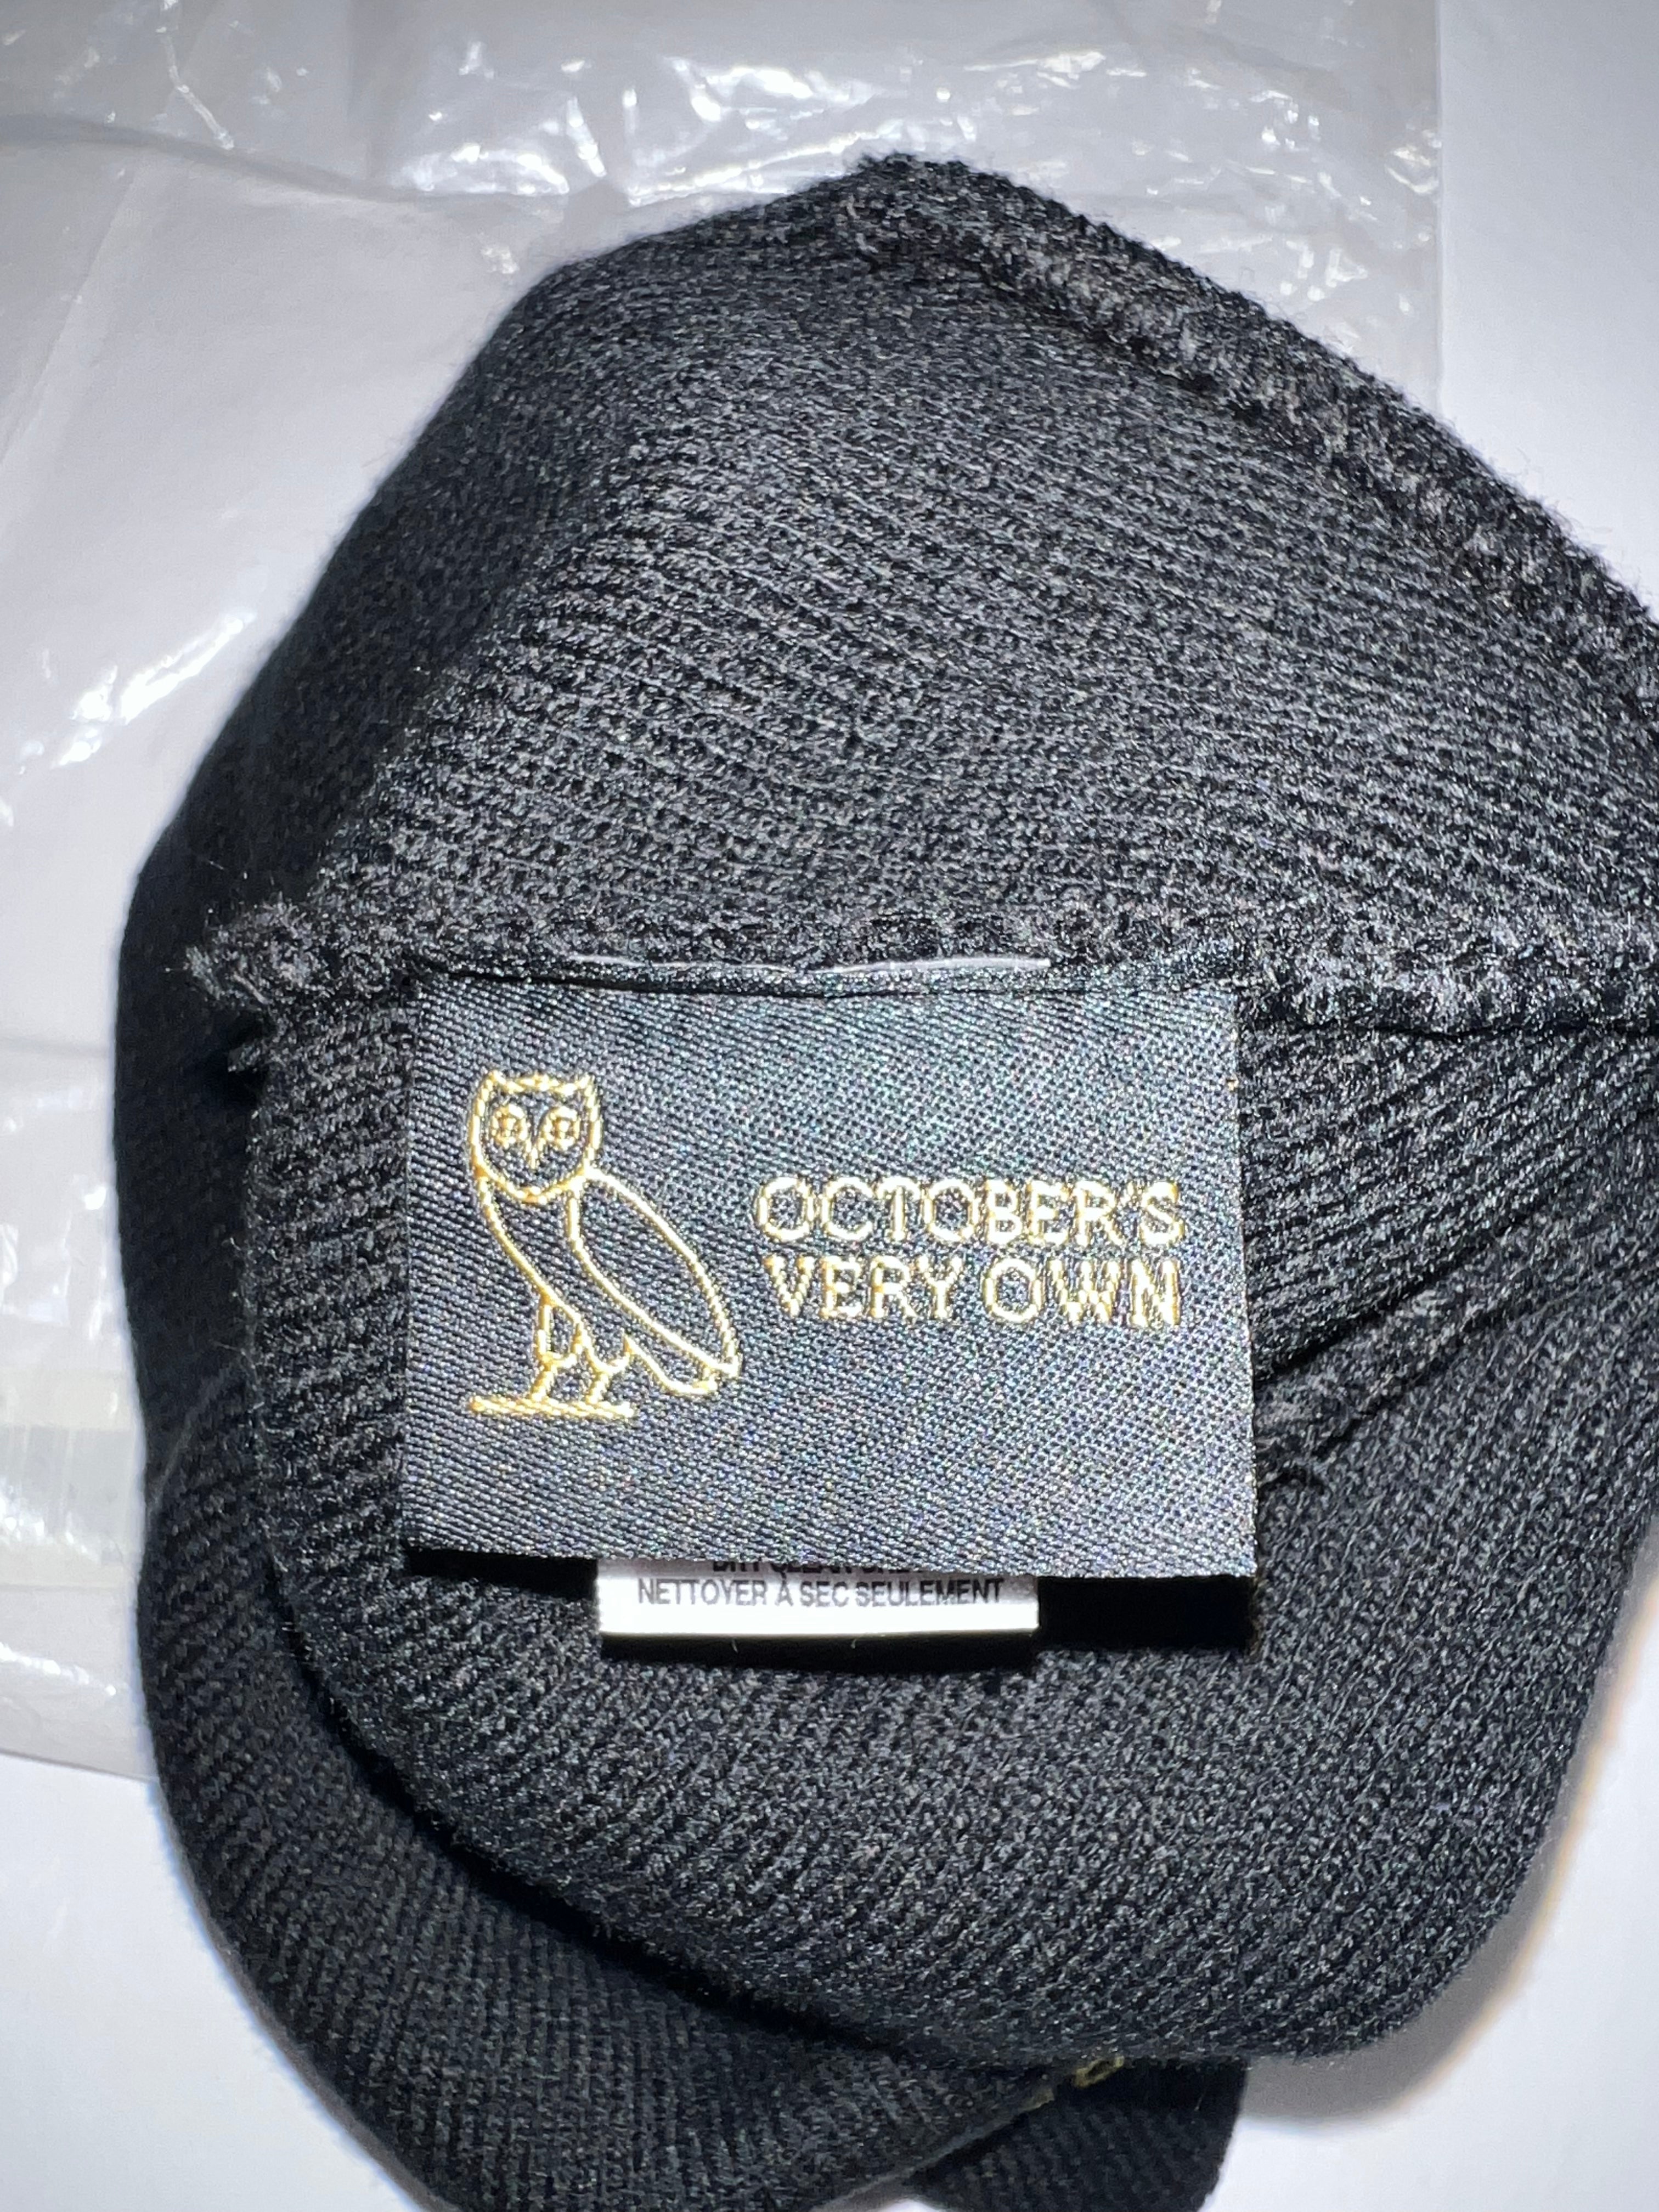 OCTOBER'S
VERY OWN
NETTOYER À SEC SEULEMENT